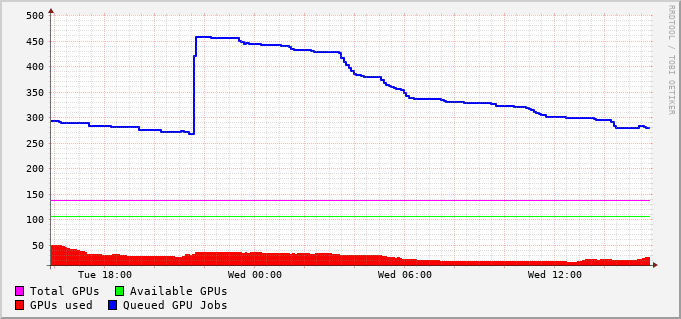 500
450
400
350
300
250
200
150
100
50
Tue 18:00 Wed 00:00 Wed 06:00 Wed 12:00
Total GPUs Available GPUs
GPUs used Queued GPU Jobs
RRDTOOL / TOBI OETIKER